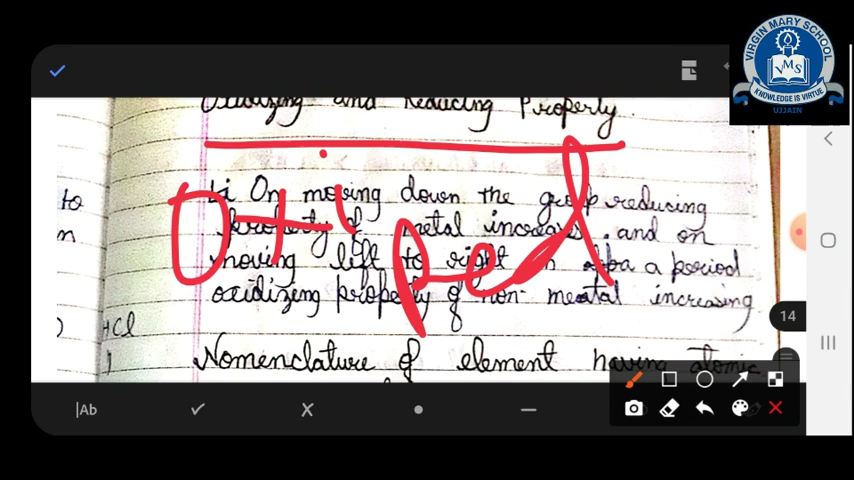 VIRGIN MARY SCHOOL
VMS
KNOWLEDGE IS VIRTUE
UJJAIN
Oxidizing and Reducing Property.
On moving down the group reducing
property of metal increases and on
moving left to right in a period
oxidizing property of non-meatal increasing
Nomenclature of element having atomic
to
n
HCl
14
|Ab